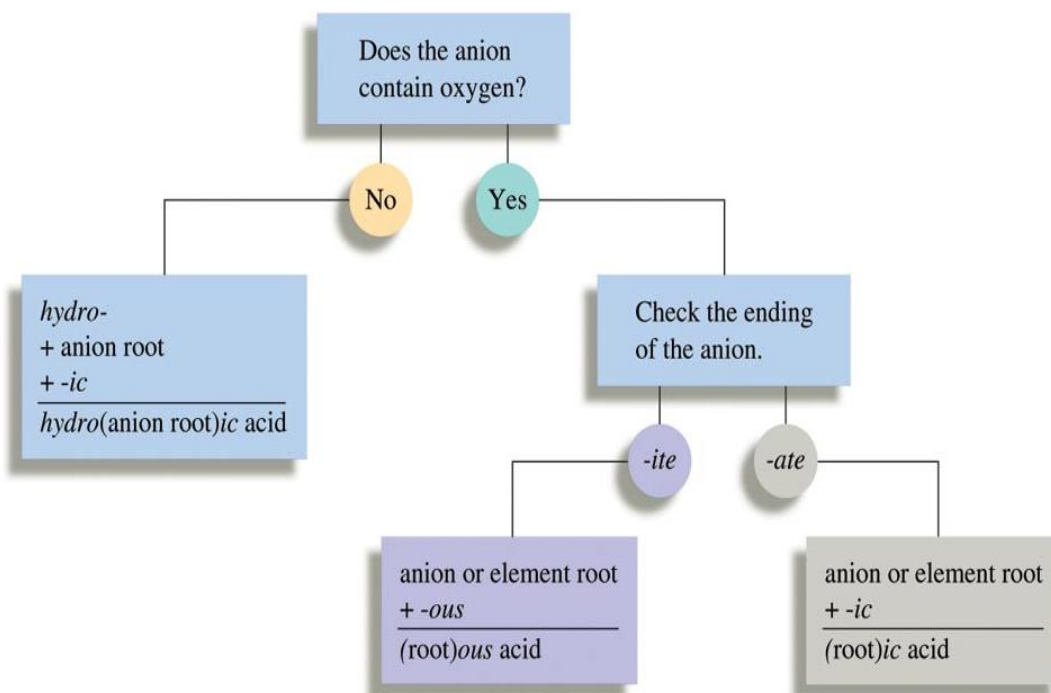 Does the anion
contain oxygen?
No
Yes
hydro-
+ anion root
+ -ic
hydro(anion root)ic acid
Check the ending
of the anion.
-ite
-ate
anion or element root
+ -ous
(root)ous acid
anion or element root
+ -ic
(root)ic acid